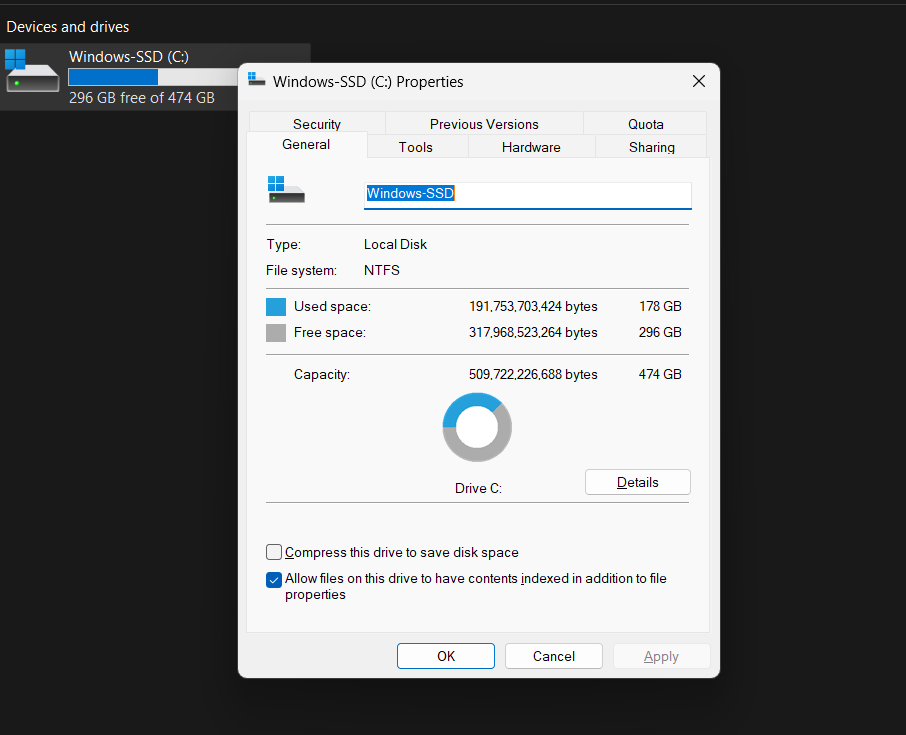 Devices and drives
Windows-SSD (C:)
296 GB free of 474 GB
Windows-SSD (C:) Properties
Security Previous Versions Quota
General Tools Hardware Sharing
Windows-SSD
Type: Local Disk
File system: NTFS
Used space: 191,753,703,424 bytes 178 GB
Free space: 317,968,523,264 bytes 296 GB
Capacity: 509,722,226,688 bytes 474 GB
Drive C:
Details
Compress this drive to save disk space
Allow files on this drive to have contents indexed in addition to file
properties
OK Cancel Apply